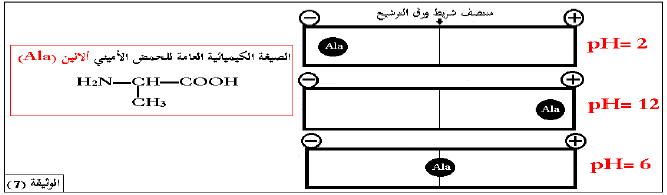 منتصف شريط ورق الترشيح
− +
Ala
pH= 2
− +
Ala
pH= 12
− +
Ala
pH= 6
الصيغة الكيميائية العامة للحمض الأميني ألانين (Ala)
H₂N—CH—COOH
CH₃
الوثيقة (7)